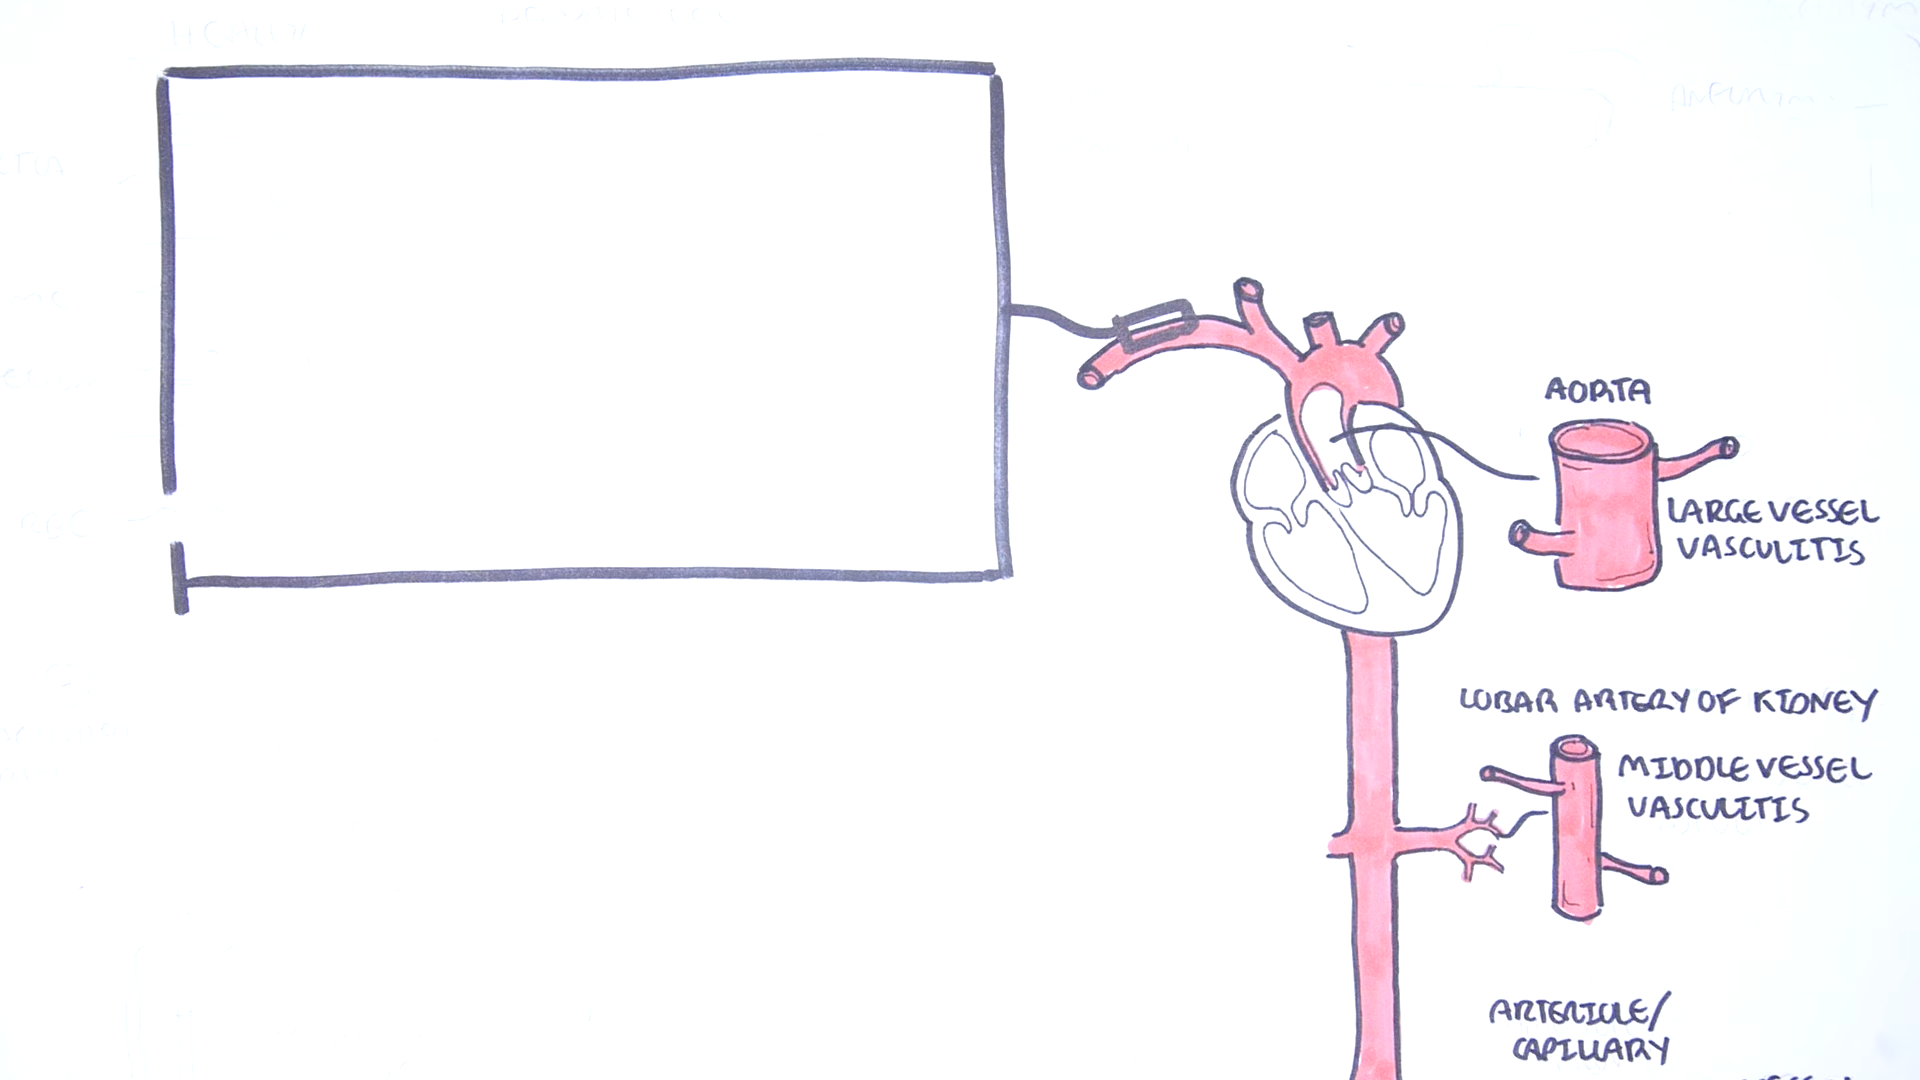 AORTA
LARGE VESSEL
VASCULITIS
LOBAR ARTERY OF KIDNEY
MIDDLE VESSEL
VASCULITIS
ARTERIOLE/
CAPILLARY